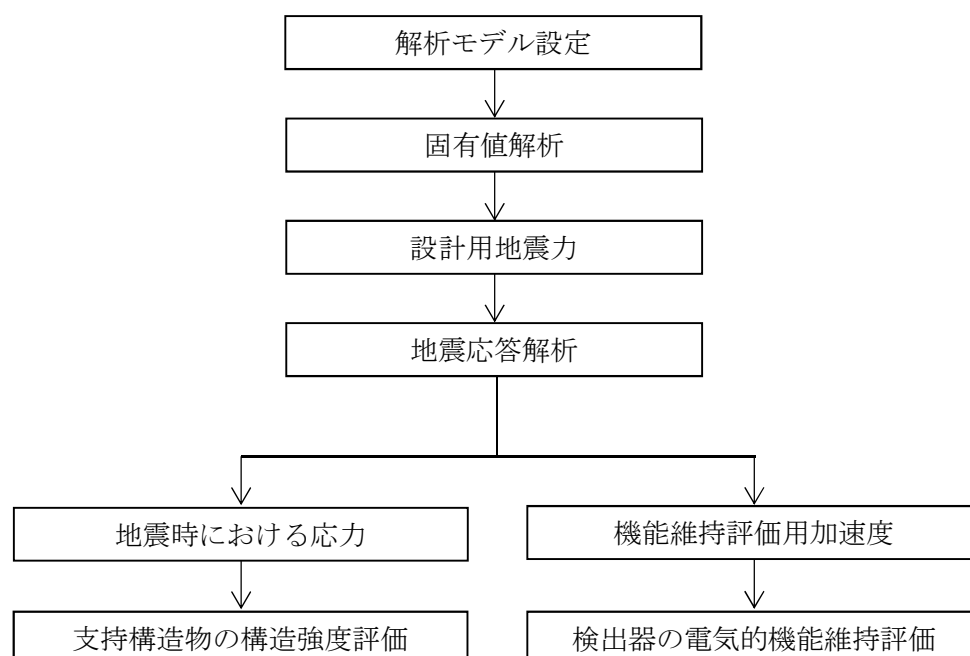 解析モデル設定
固有値解析
設計用地震力
地震応答解析
地震時における応力
機能維持評価用加速度
支持構造物の構造強度評価
検出器の電気的機能維持評価